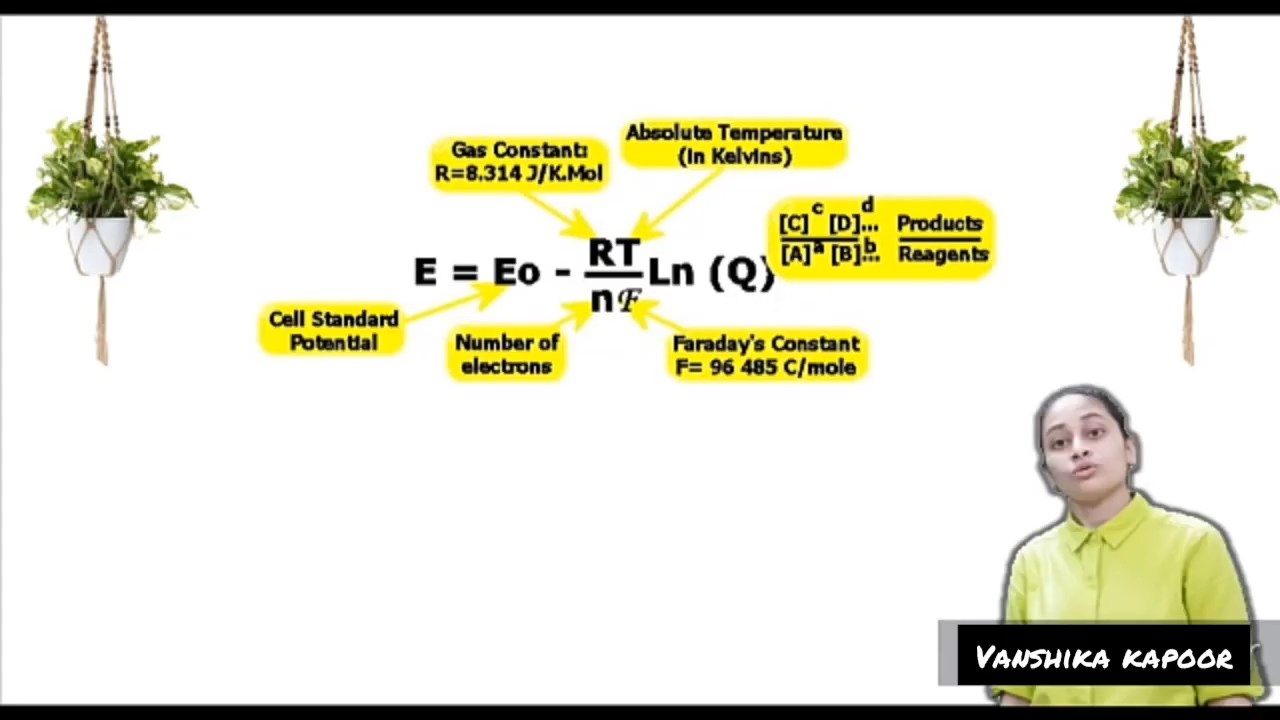 Absolute Temperature
(in Kelvins)
Gas Constant:
R=8.314 J/K.Mol
[C]^c [D]^d... Products
[A]^a [B]^b... Reagents
E = Eo - RT/nℱ Ln (Q)
Cell Standard
Potential
Number of
electrons
Faraday's Constant
F= 96 485 C/mole
VANSHIKA KAPOOR